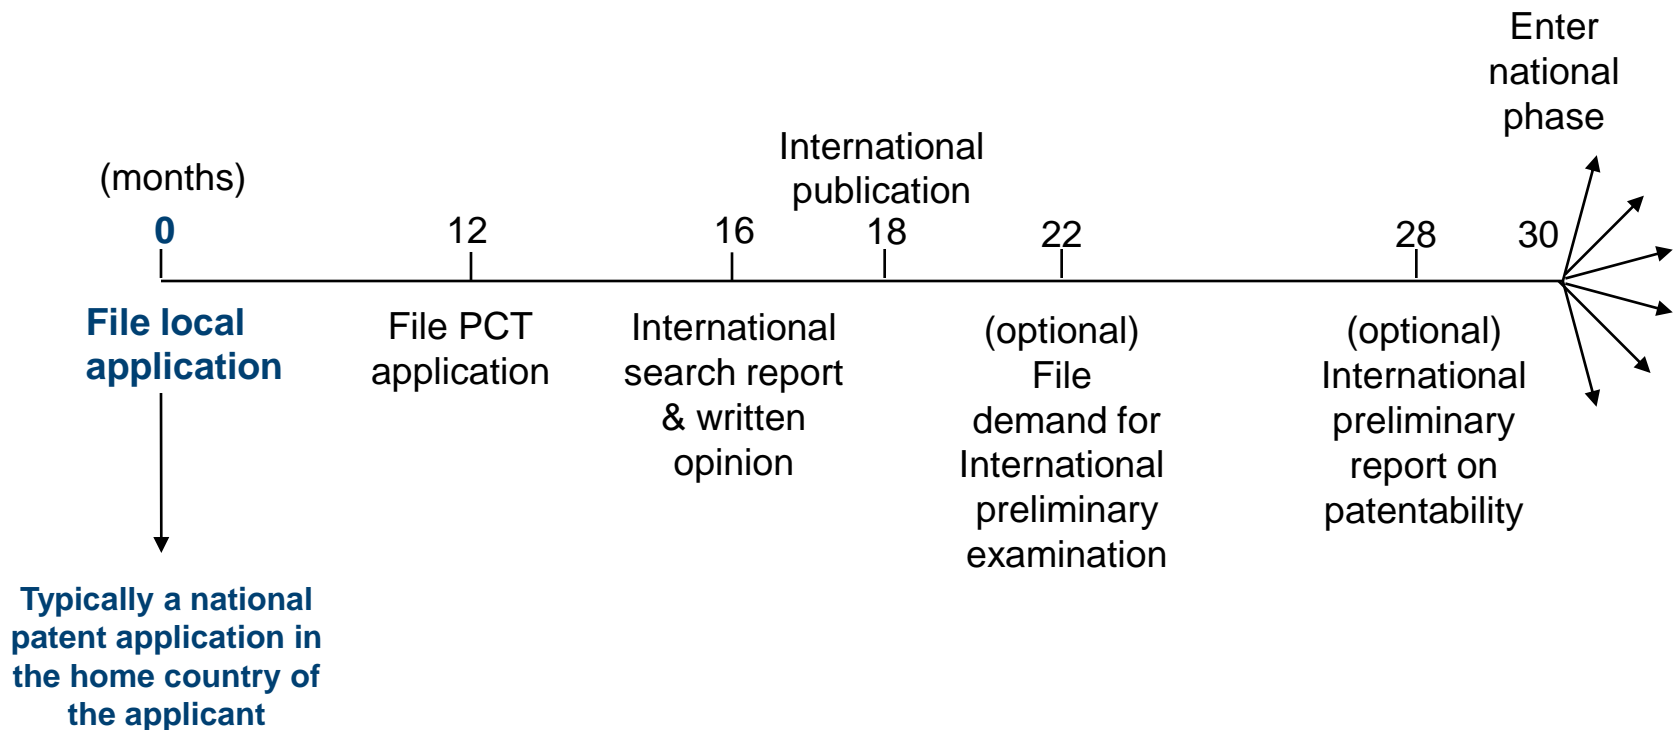 Enter
national
phase
International
publication
(months)
0
12
16
18
22
28
30
File local
application
File PCT
application
International
search report
& written
opinion
(optional)
File
demand for
International
preliminary
examination
(optional)
International
preliminary
report on
patentability
Typically a national
patent application in
the home country of
the applicant